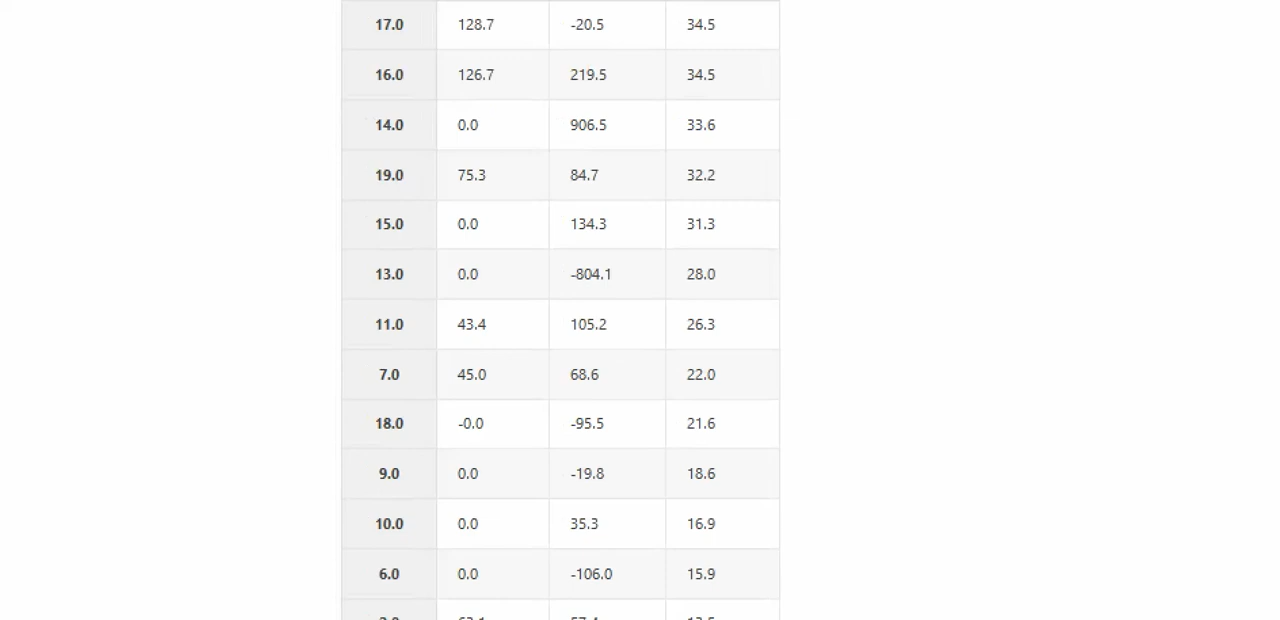 17.0 128.7 -20.5 34.5
16.0 126.7 219.5 34.5
14.0 0.0 906.5 33.6
19.0 75.3 84.7 32.2
15.0 0.0 134.3 31.3
13.0 0.0 -804.1 28.0
11.0 43.4 105.2 26.3
7.0 45.0 68.6 22.0
18.0 -0.0 -95.5 21.6
9.0 0.0 -19.8 18.6
10.0 0.0 35.3 16.9
6.0 0.0 -106.0 15.9